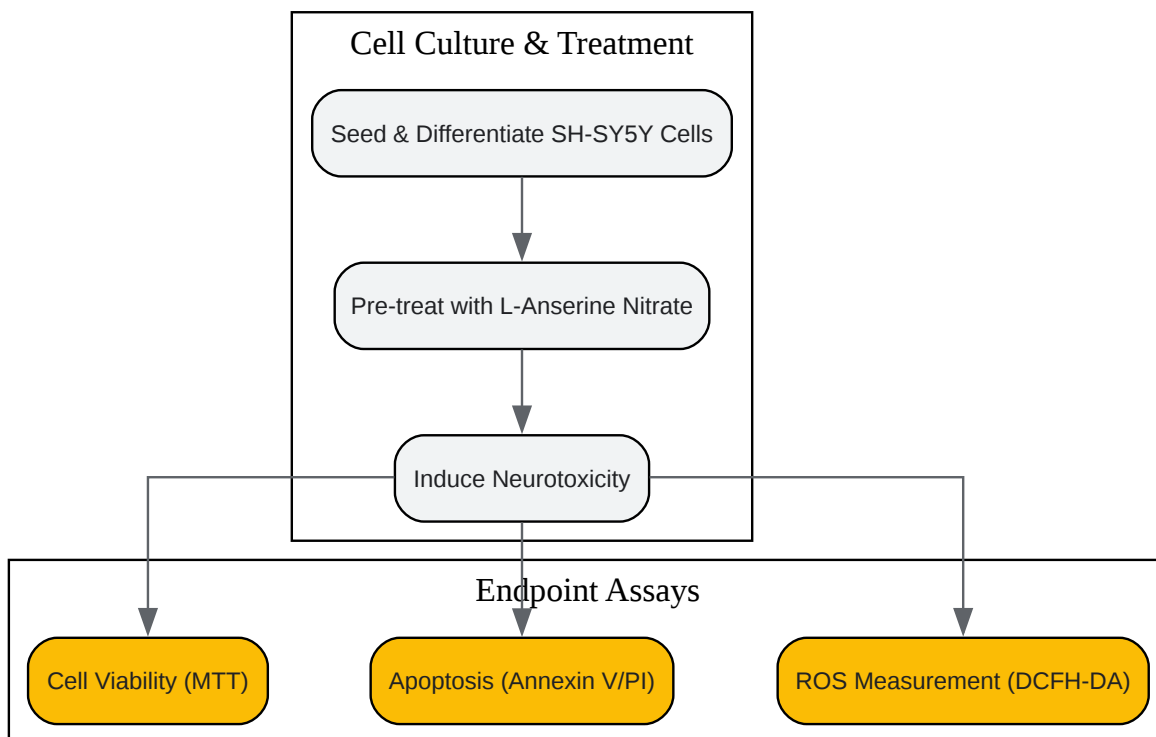 Cell Culture & Treatment
Seed & Differentiate SH-SY5Y Cells
Pre-treat with L-Anserine Nitrate
Induce Neurotoxicity
Endpoint Assays
Cell Viability (MTT)
Apoptosis (Annexin V/PI)
ROS Measurement (DCFH-DA)